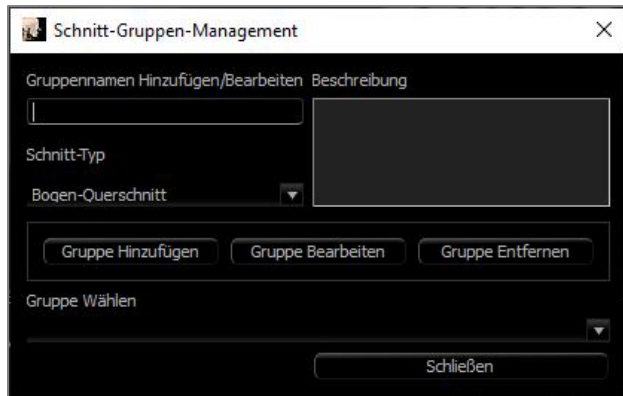 Schnitt-Gruppen-Management
Gruppennamen Hinzufügen/Bearbeiten Beschreibung
Schnitt-Typ
Bogen-Querschnitt
Gruppe Hinzufügen Gruppe Bearbeiten Gruppe Entfernen
Gruppe Wählen
Schließen